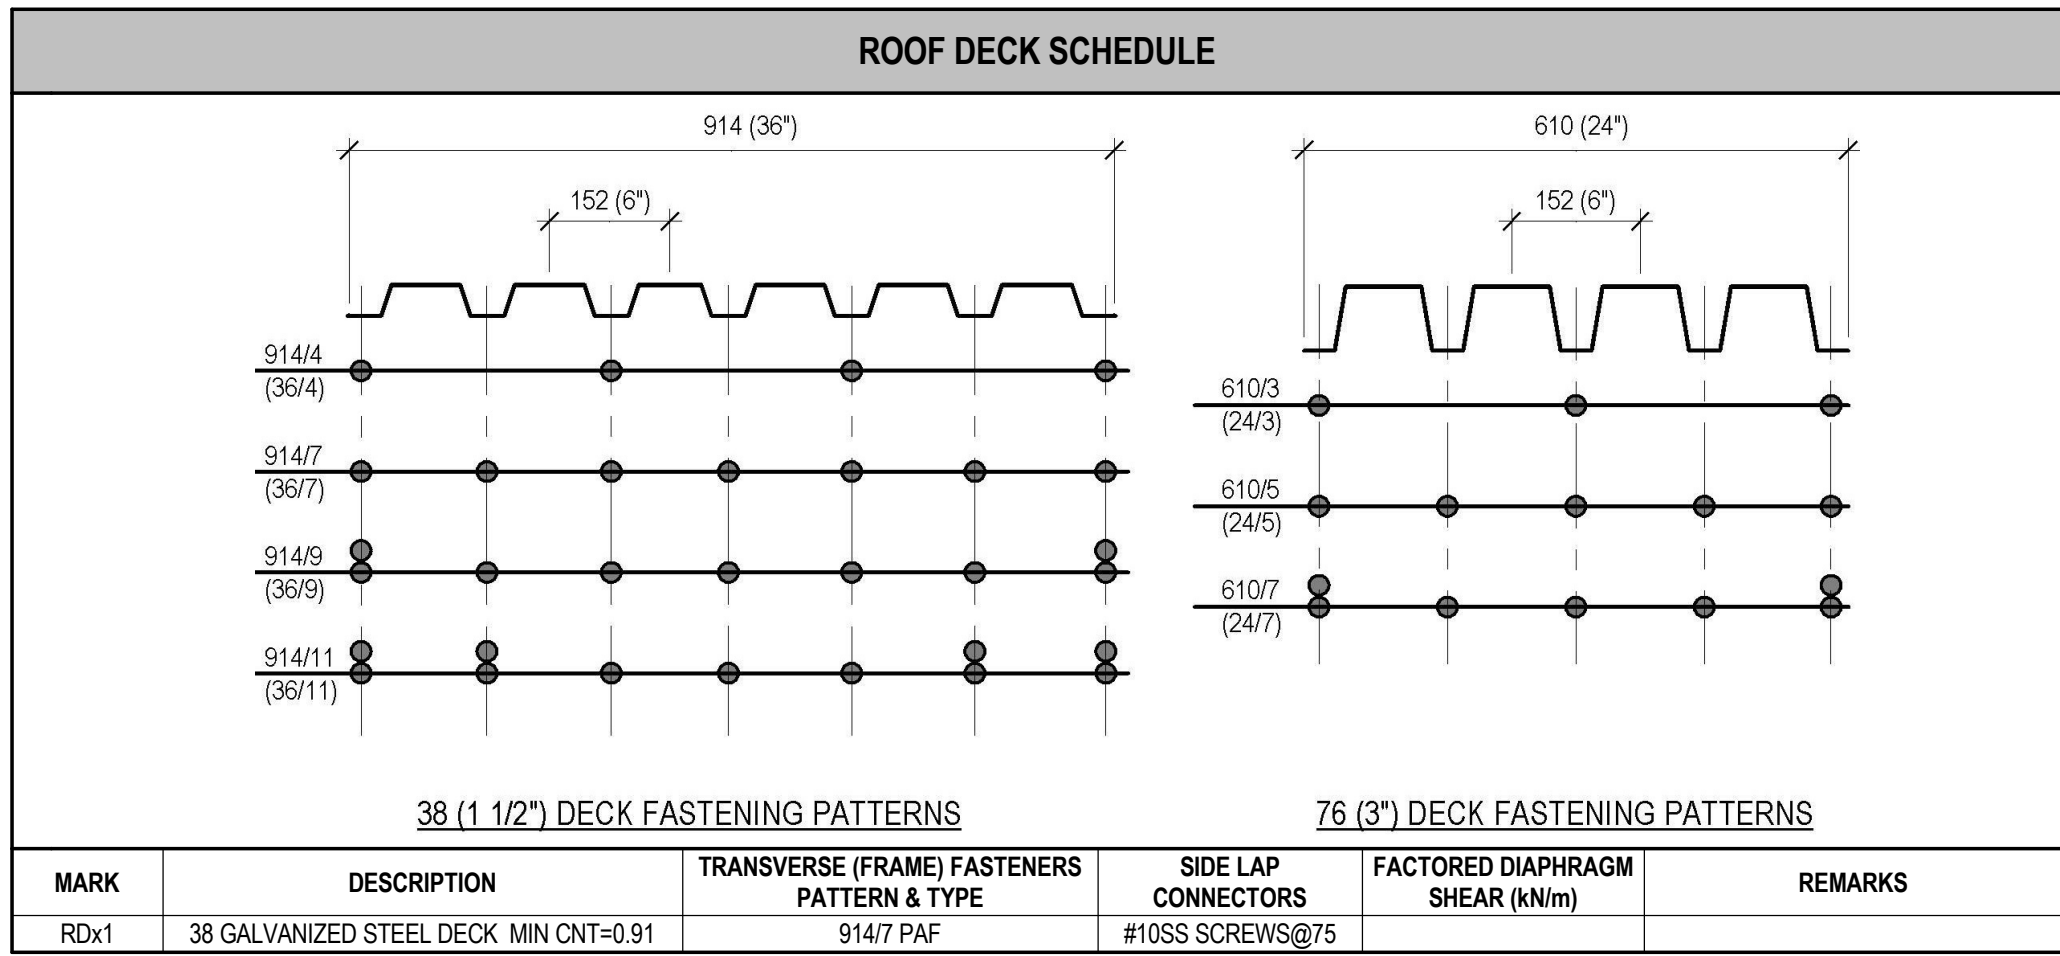 ROOF DECK SCHEDULE
914 (36")
152 (6")
914/4
(36/4)
914/7
(36/7)
914/9
(36/9)
914/11
(36/11)
38 (1 1/2") DECK FASTENING PATTERNS
610 (24")
152 (6")
610/3
(24/3)
610/5
(24/5)
610/7
(24/7)
76 (3") DECK FASTENING PATTERNS
MARK
DESCRIPTION
TRANSVERSE (FRAME) FASTENERS
PATTERN & TYPE
SIDE LAP
CONNECTORS
FACTORED DIAPHRAGM
SHEAR (kN/m)
REMARKS
RDx1
38 GALVANIZED STEEL DECK  MIN CNT=0.91
914/7 PAF
#10SS SCREWS@75